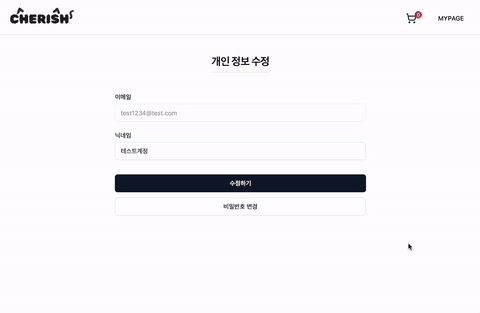 CHERISH
0
MYPAGE
개인 정보 수정
이메일
test1234@test.com
닉네임
테스트계정
수정하기
비밀번호 변경